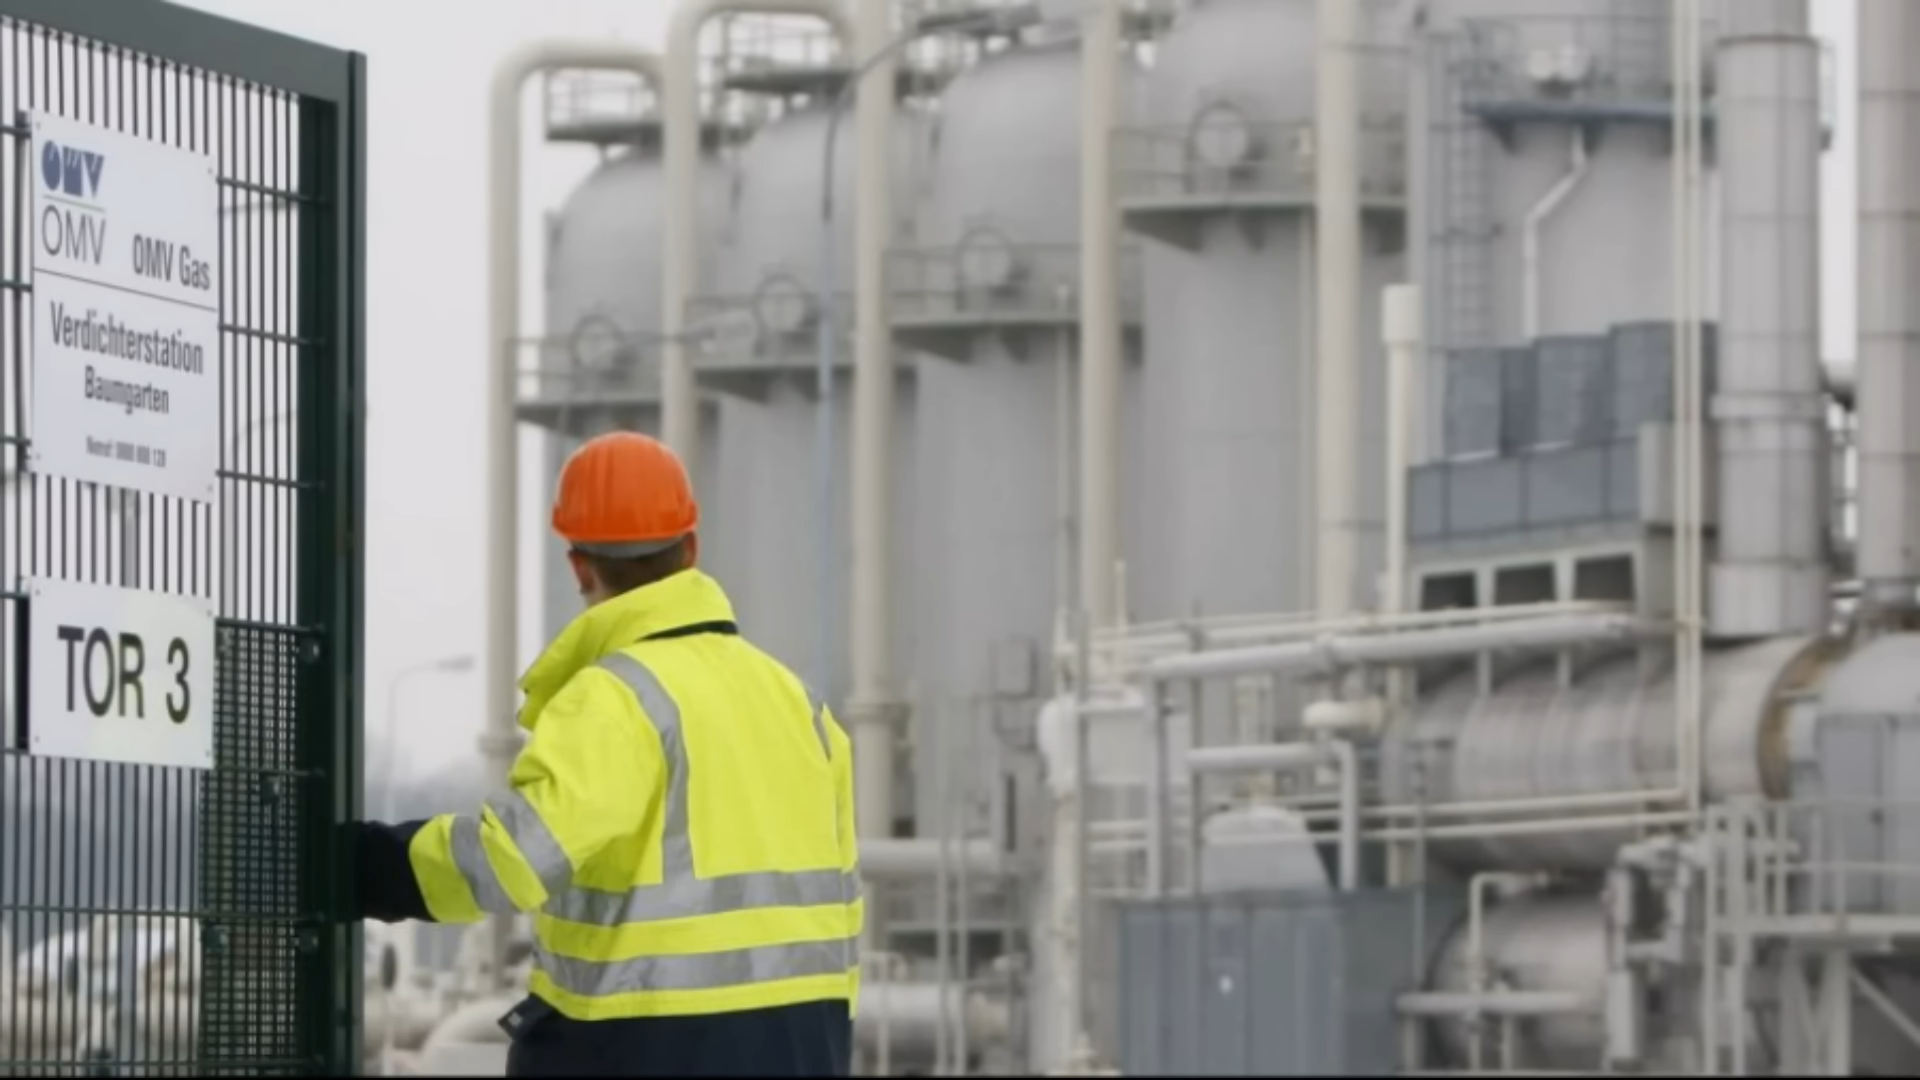 OMV
OMV OMV Gas
Verdichterstation
Baumgarten
TOR 3